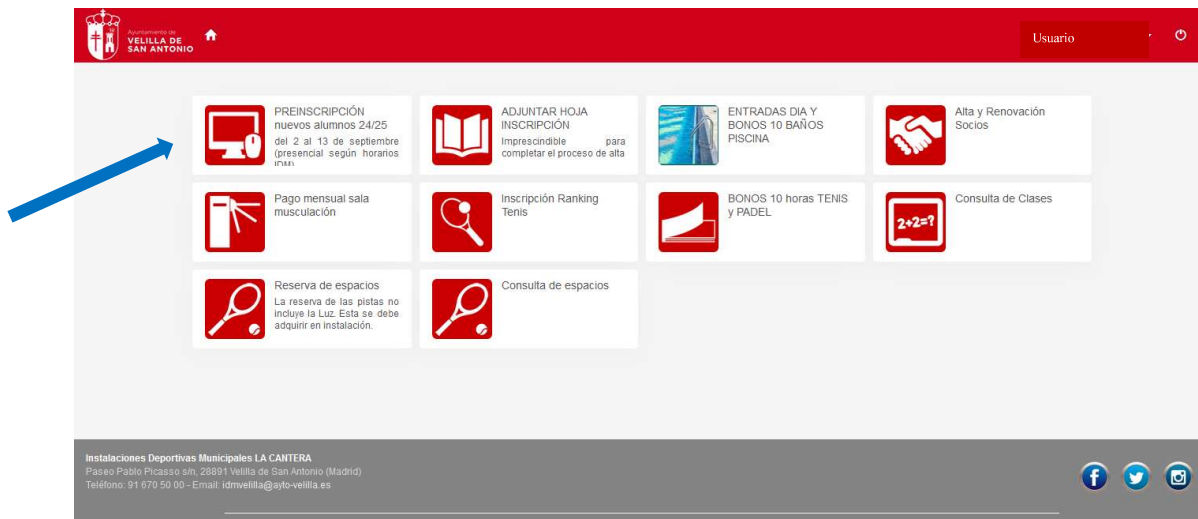 Ayuntamiento de
VELILLA DE
SAN ANTONIO
Usuario
PREINSCRIPCIÓN
nuevos alumnos 24/25
del 2 al 13 de septiembre
(presencial según horarios
IDM)
ADJUNTAR HOJA
INSCRIPCIÓN
Imprescindible para
completar el proceso de alta
ENTRADAS DIA Y
BONOS 10 BAÑOS
PISCINA
Alta y Renovación
Socios
Pago mensual sala
musculación
Inscripción Ranking
Tenis
BONOS 10 horas TENIS
y PADEL
2+2=?
Consulta de Clases
Reserva de espacios
La reserva de las pistas no
incluye la Luz. Esta se debe
adquirir en instalación.
Consulta de espacios
Instalaciones Deportivas Municipales LA CANTERA
Paseo Pablo Picasso s/n, 28891 Velilla de San Antonio (Madrid)
Teléfono: 91 670 50 00 - Email: idmvelilla@ayto-velilla.es